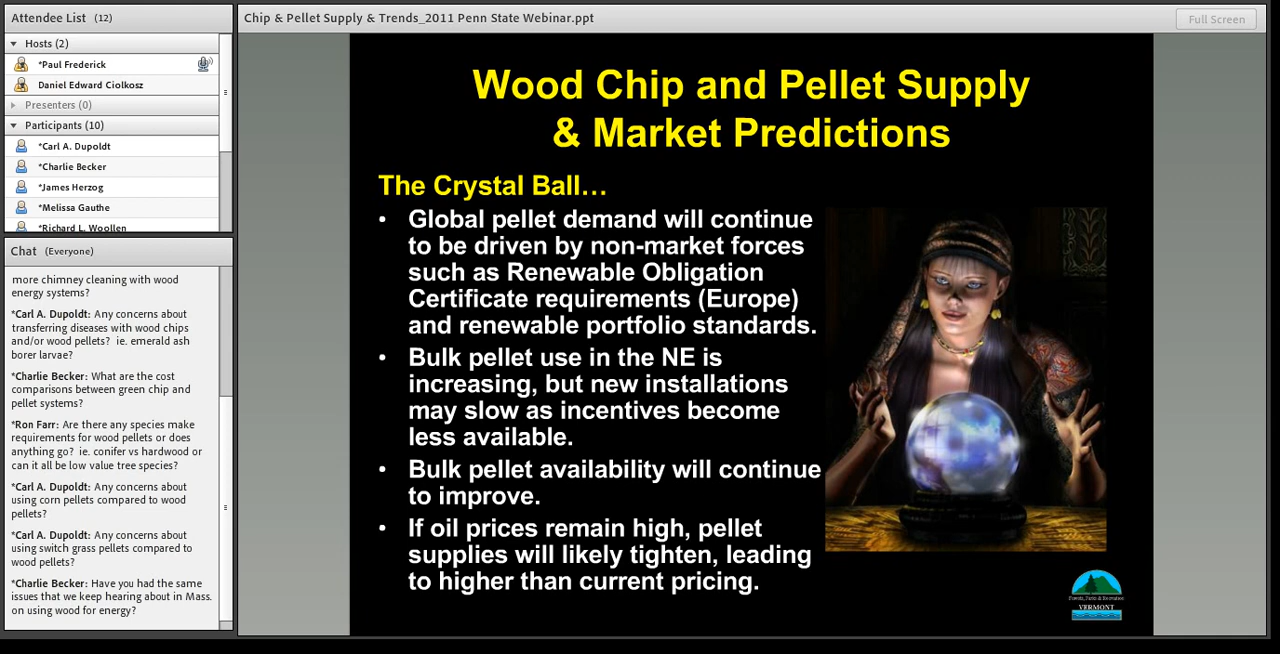 Attendee List (12)
Hosts (2)
*Paul Frederick
Daniel Edward Ciolkosz
Presenters (0)
Participants (10)
*Carl A. Dupoldt
*Charlie Becker
*James Herzog
*Melissa Gauthe
*Richard L. Woollen
Chat (Everyone)
more chimney cleaning with wood
energy systems?
*Carl A. Dupoldt: Any concerns about
transferring diseases with wood chips
and/or wood pellets? ie. emerald ash
borer larvae?
*Charlie Becker: What are the cost
comparisons between green chip and
pellet systems?
*Ron Farr: Are there any species make
requirements for wood pellets or does
anything go? ie. conifer vs hardwood or
can it all be low value tree species?
*Carl A. Dupoldt: Any concerns about
using corn pellets compared to wood
pellets?
*Carl A. Dupoldt: Any concerns about
using switch grass pellets compared to
wood pellets?
*Charlie Becker: Have you had the same
issues that we keep hearing about in Mass.
on using wood for energy?
Chip & Pellet Supply & Trends_2011 Penn State Webinar.ppt
Full Screen
Wood Chip and Pellet Supply
& Market Predictions
The Crystal Ball…
• Global pellet demand will continue
to be driven by non-market forces
such as Renewable Obligation
Certificate requirements (Europe)
and renewable portfolio standards.
• Bulk pellet use in the NE is
increasing, but new installations
may slow as incentives become
less available.
• Bulk pellet availability will continue
to improve.
• If oil prices remain high, pellet
supplies will likely tighten, leading
to higher than current pricing.
Forests, Parks & Recreation
VERMONT